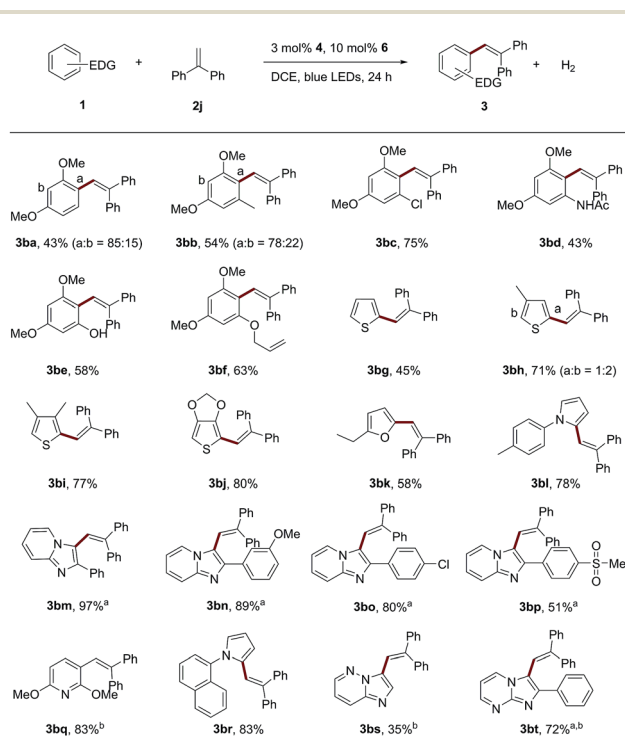 EDG + Ph Ph 3 mol% 4, 10 mol% 6 DCE, blue LEDs, 24 h Ph Ph EDG + H2
1 2j 3
OMe a b MeO Ph Ph
OMe a b MeO Ph Ph
OMe MeO Cl Ph Ph
OMe MeO NHAc Ph Ph
3ba, 43% (a:b = 85:15) 3bb, 54% (a:b = 78:22) 3bc, 75% 3bd, 43%
OMe MeO OH Ph Ph
OMe MeO O Ph Ph
S Ph Ph
b S a Ph Ph
3be, 58% 3bf, 63% 3bg, 45% 3bh, 71% (a:b = 1:2)
S Ph Ph
O O S Ph Ph
O Ph Ph
N Ph Ph
3bi, 77% 3bj, 80% 3bk, 58% 3bl, 78%
N N Ph Ph Ph
N N Ph Ph OMe
N N Ph Ph Cl
N N Ph Ph O S O Me
3bm, 97%a 3bn, 89%a 3bo, 80%a 3bp, 51%a
MeO N OMe Ph Ph
N Ph Ph
N N N Ph Ph
N N N Ph Ph
3bq, 83%b 3br, 83% 3bs, 35%b 3bt, 72%a,b